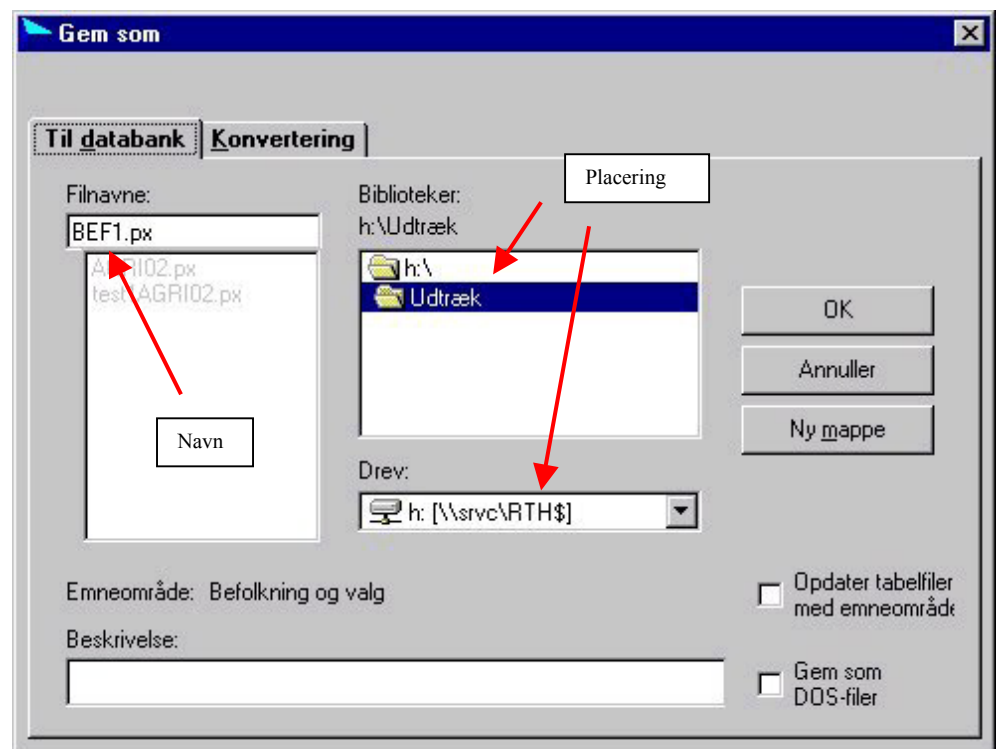 Gem som
Til databank
Konvertering
Placering
Filnavne:
BEF1.px
AGRI02.px
test1AGRI02.px
Navn
Biblioteker:
h:\Udtræk
h:\
Udtræk
Drev:
h: [\\srvc\RTH$]
OK
Annuller
Ny mappe
Emneområde: Befolkning og valg
Beskrivelse:
Opdater tabelfiler
med emneområde
Gem som
DOS-filer